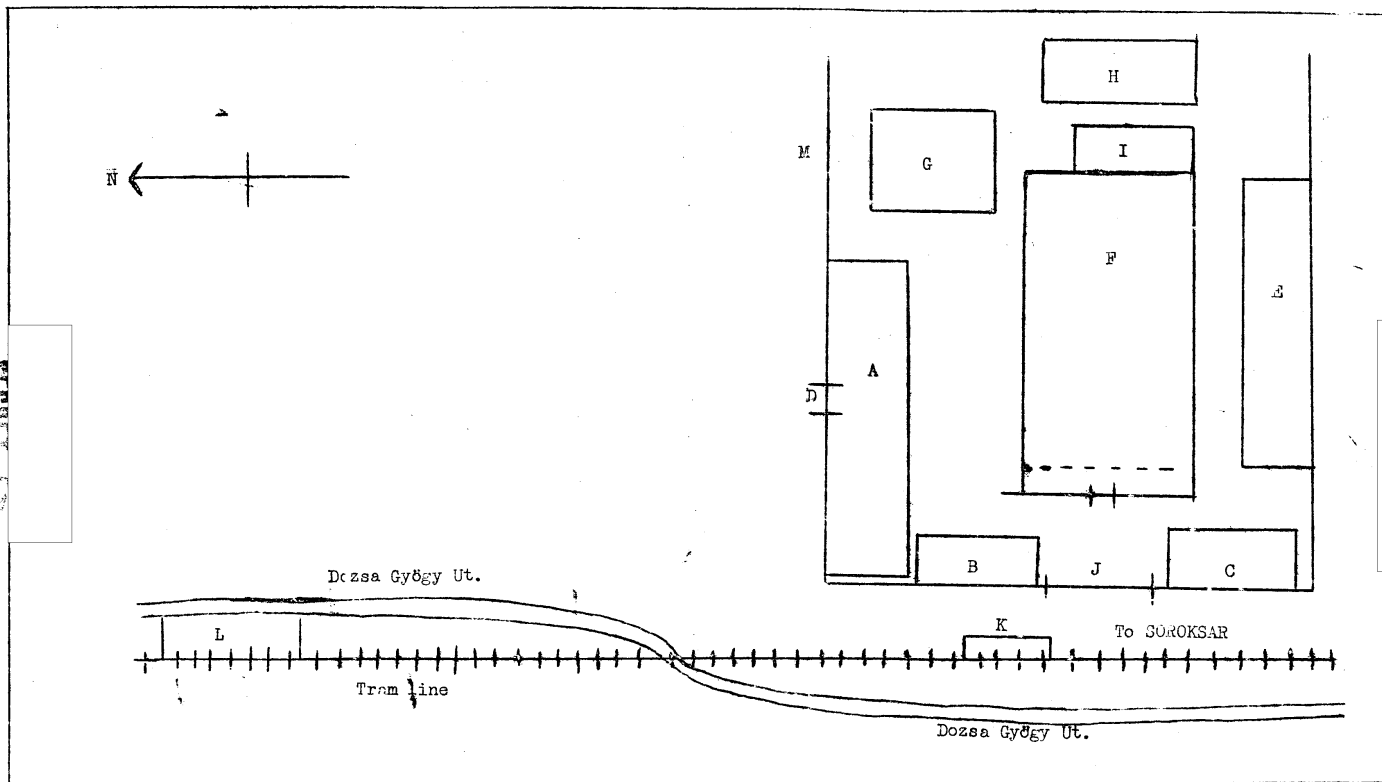 H
I
M
G
N
F
E
A
D
B
J
C
Dozsa Gyögy Ut.
K
L
To SOROKSAR
Tram line
Dozsa Gyögy Ut.